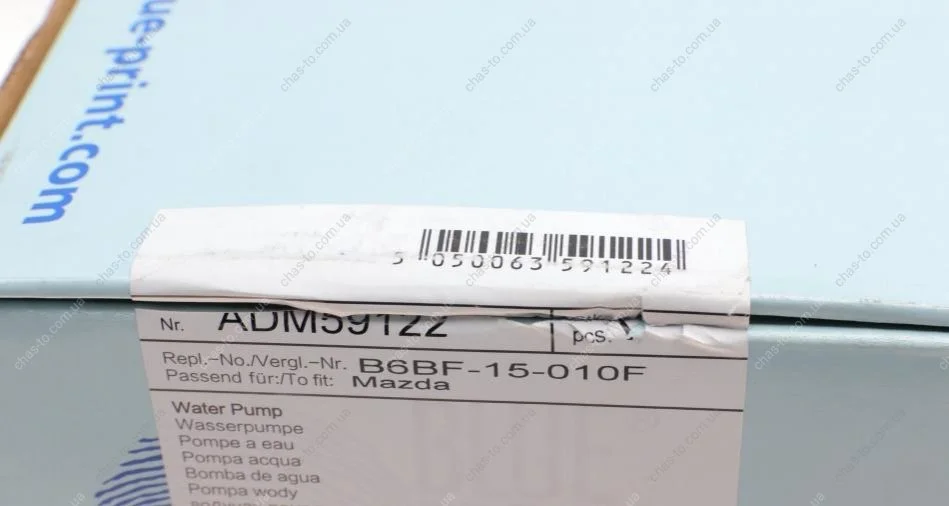 ue-print.com
5 050063 591224
Nr. ADM59122
pcs.
Repl.-No./Vergl.-Nr. B6BF-15-010F
Passend für:/To fit: Mazda
Water Pump
Wasserpumpe
Pompe a eau
Pompa acqua
Bomba de agua
Pompa wody
chas-to.com.ua